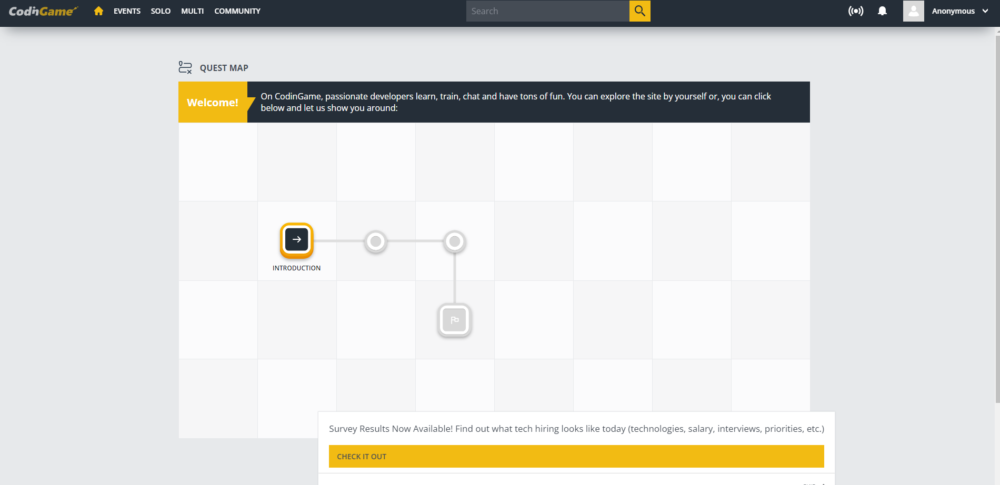 CodinGame
EVENTS SOLO MULTI COMMUNITY
Search
Anonymous
QUEST MAP
Welcome!
On CodinGame, passionate developers learn, train, chat and have tons of fun. You can explore the site by yourself or, you can click
below and let us show you around:
INTRODUCTION
Survey Results Now Available! Find out what tech hiring looks like today (technologies, salary, interviews, priorities, etc.)
CHECK IT OUT